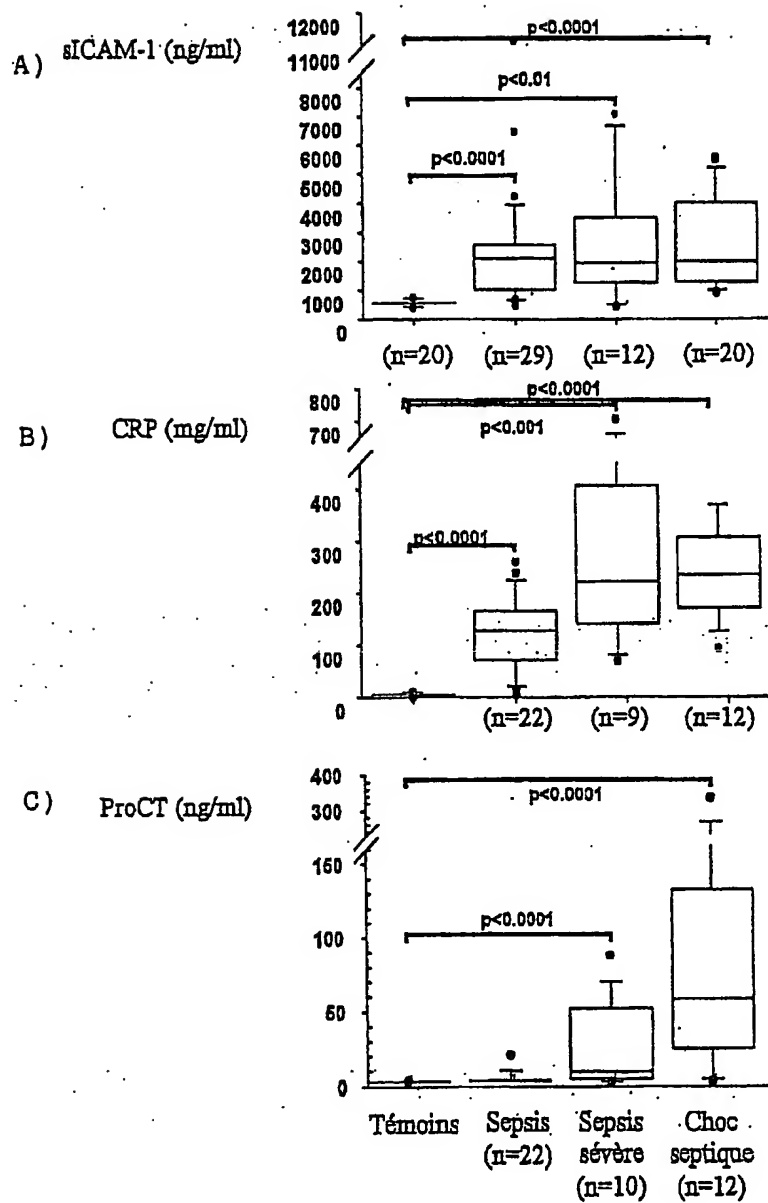 A) sICAM-1 (ng/ml)
12000
11000
8000
7000
6000
5000
4000
3000
2000
1000
0
p<0.0001
p<0.01
p<0.0001
(n=20) (n=29) (n=12) (n=20)
B) CRP (mg/ml)
800
700
400
300
200
100
0
p<0.0001
p<0.001
p<0.0001
(n=22) (n=9) (n=12)
C) ProCT (ng/ml)
400
300
150
100
50
0
p<0.0001
p<0.0001
Témoins Sepsis Sepsis Choc
(n=22) sévère septique
(n=10) (n=12)